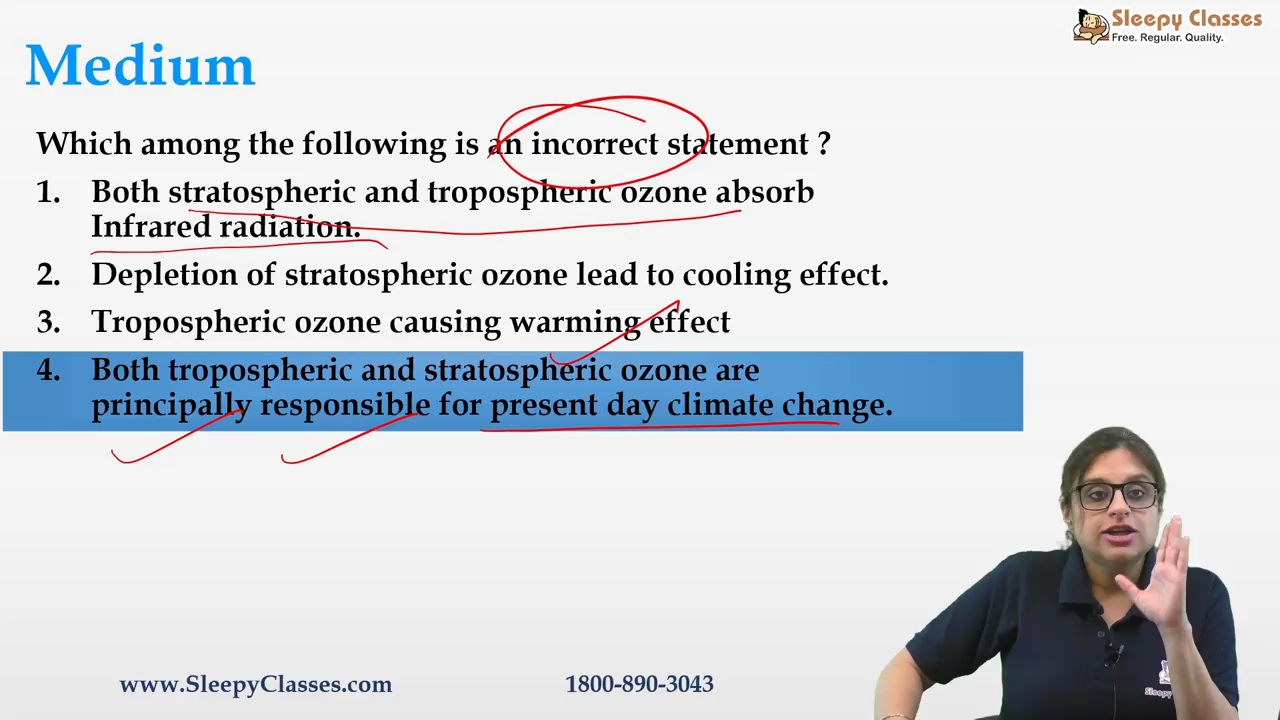 Sleepy Classes
Free. Regular. Quality.
Medium
Which among the following is an incorrect statement ?
1. Both stratospheric and tropospheric ozone absorb
Infrared radiation.
2. Depletion of stratospheric ozone lead to cooling effect.
3. Tropospheric ozone causing warming effect
4. Both tropospheric and stratospheric ozone are
principally responsible for present day climate change.
www.SleepyClasses.com
1800-890-3043